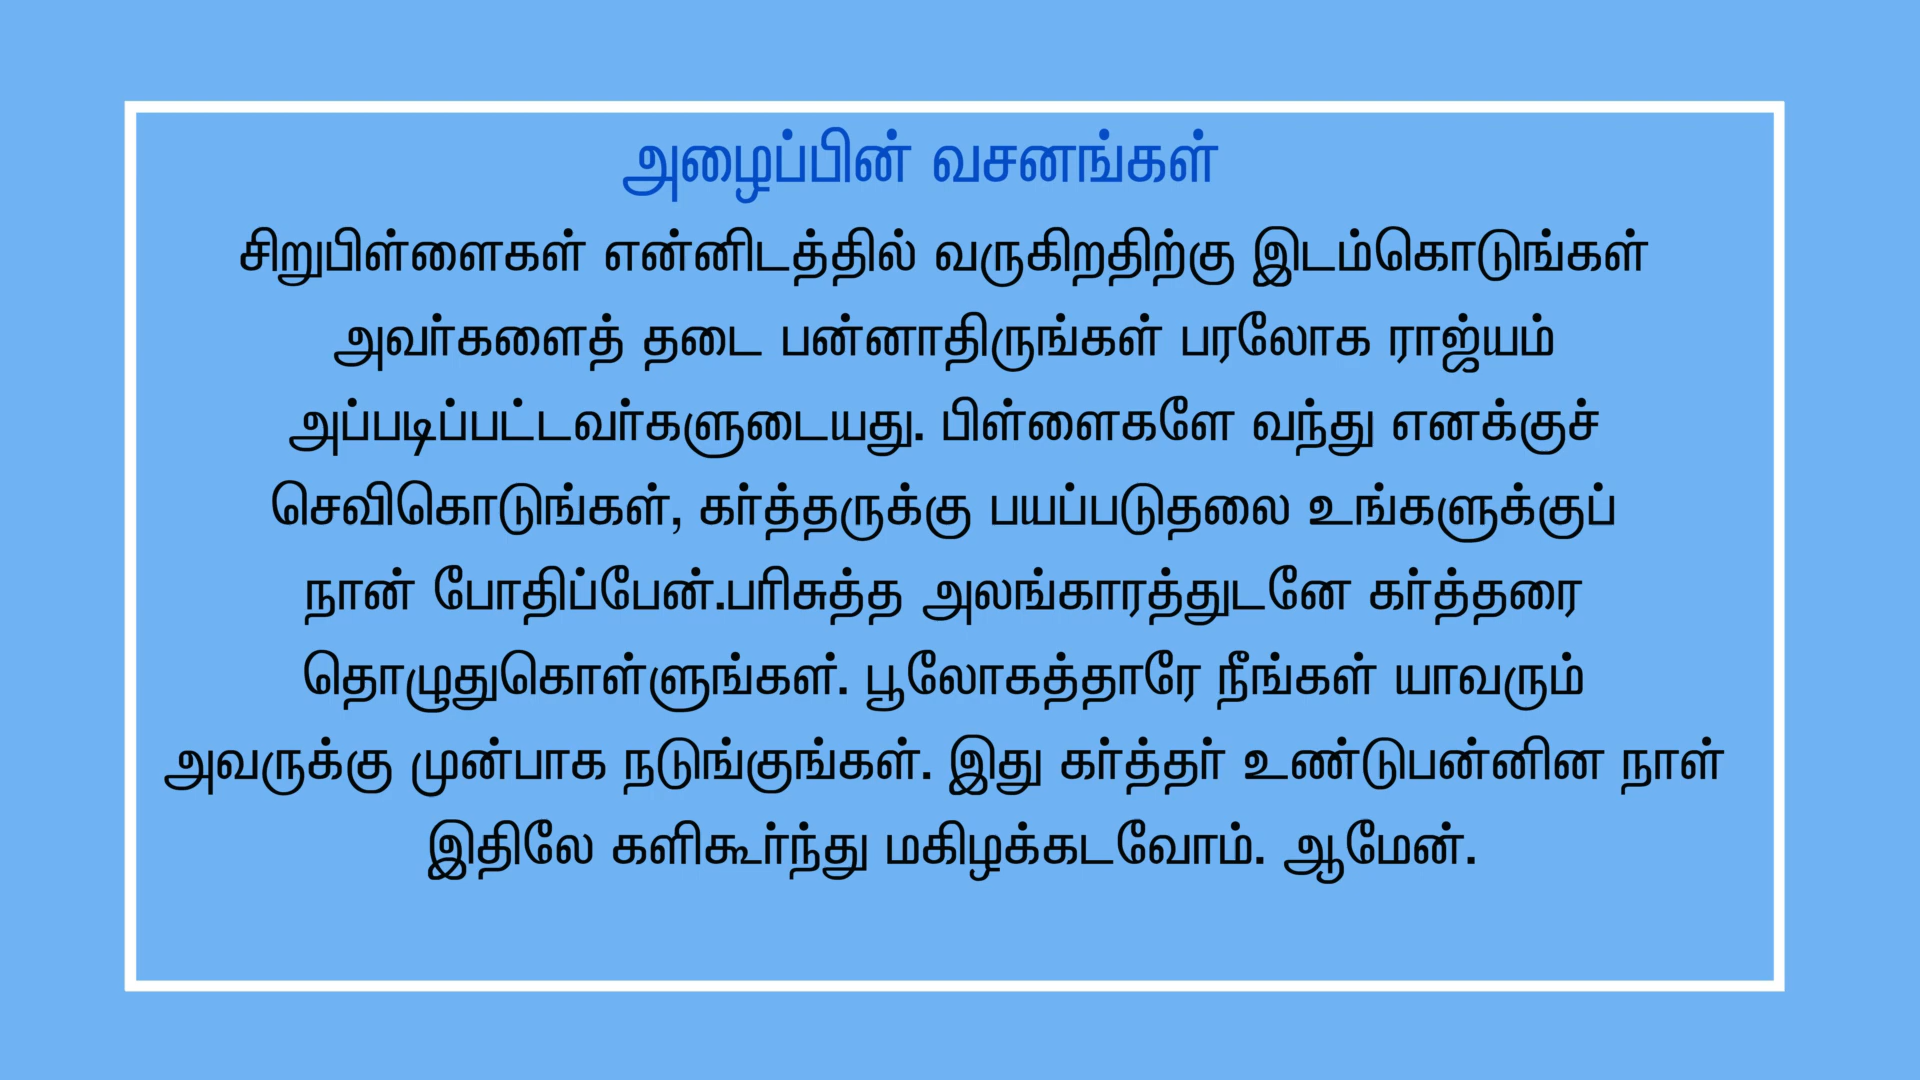 அழைப்பின் வசனங்கள்
சிறுபிள்ளைகள் என்னிடத்தில் வருகிறதிற்கு இடம்கொடுங்கள்
அவர்களைத் தடை பன்னாதிருங்கள் பரலோக ராஜ்யம்
அப்படிப்பட்டவர்களுடையது. பிள்ளைகளே வந்து எனக்குச்
செவிகொடுங்கள், கர்த்தருக்கு பயப்படுதலை உங்களுக்குப்
நான் போதிப்பேன்.பரிசுத்த அலங்காரத்துடனே கர்த்தரை
தொழுதுகொள்ளுங்கள். பூலோகத்தாரே நீங்கள் யாவரும்
அவருக்கு முன்பாக நடுங்குங்கள். இது கர்த்தர் உண்டுபன்னின நாள்
இதிலே களிகூர்ந்து மகிழக்கடவோம். ஆமேன்.